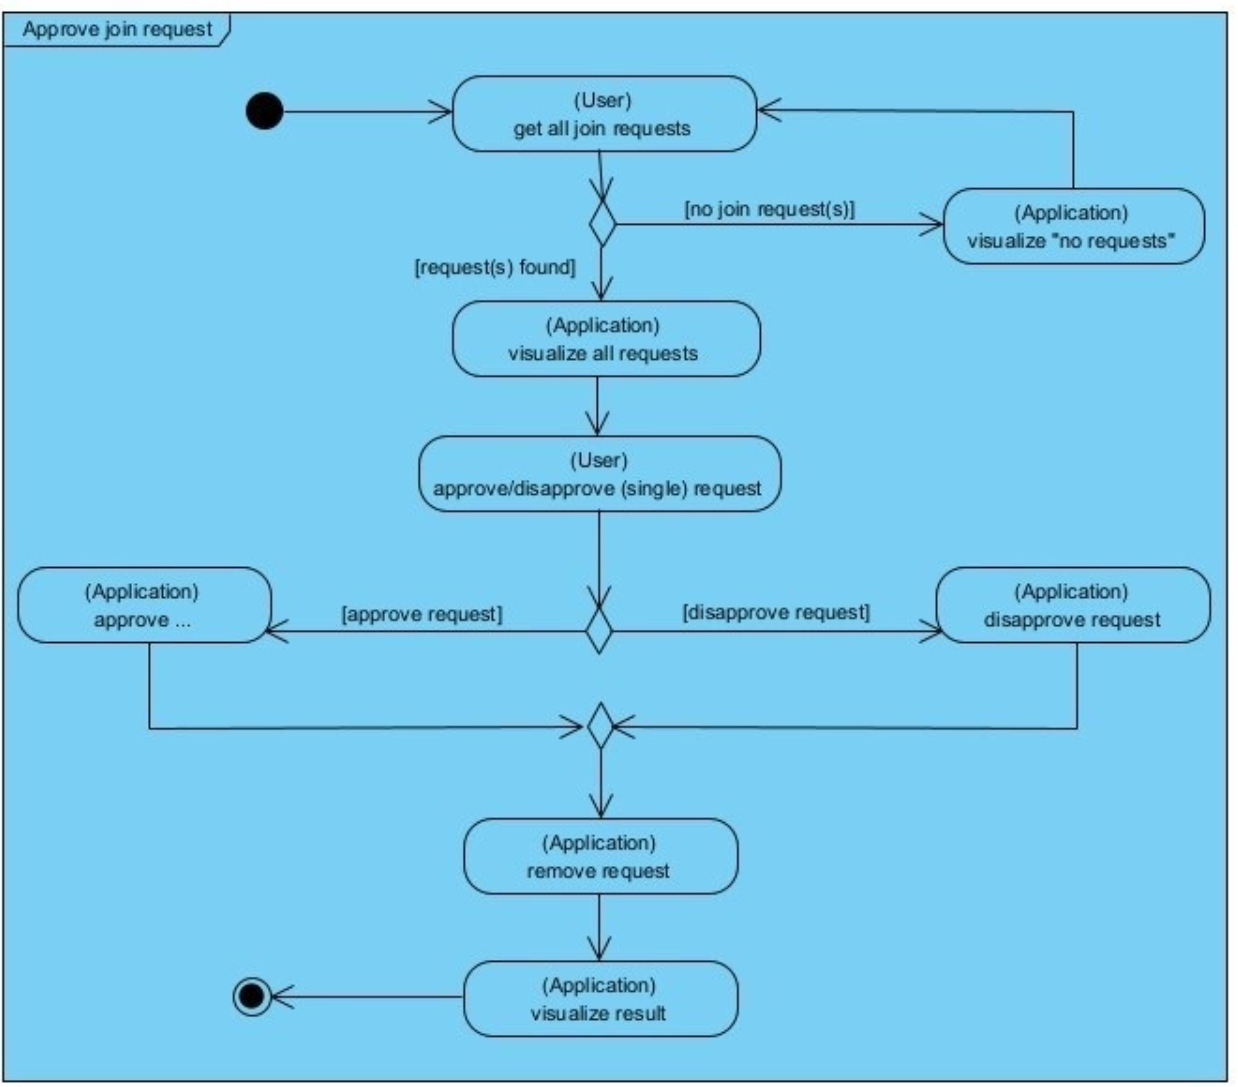 Approve join request
(User)
get all join requests
[no join request(s)]
(Application)
visualize "no requests"
[request(s) found]
(Application)
visualize all requests
(User)
approve/disapprove (single) request
(Application)
approve ...
[approve request]
[disapprove request]
(Application)
disapprove request
(Application)
remove request
(Application)
visualize result